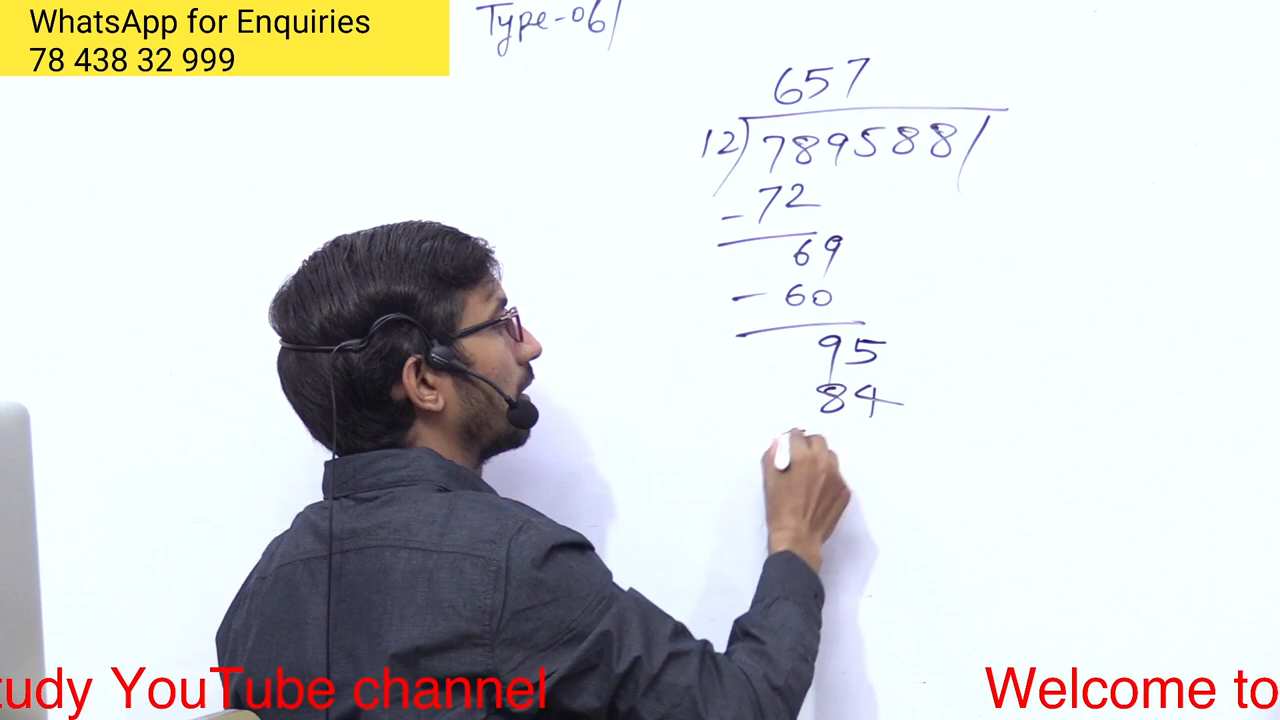 WhatsApp for Enquiries
78 438 32 999
Type-06/
657
12)789588/
-72
69
-60
95
84
tudy YouTube channel
Welcome to